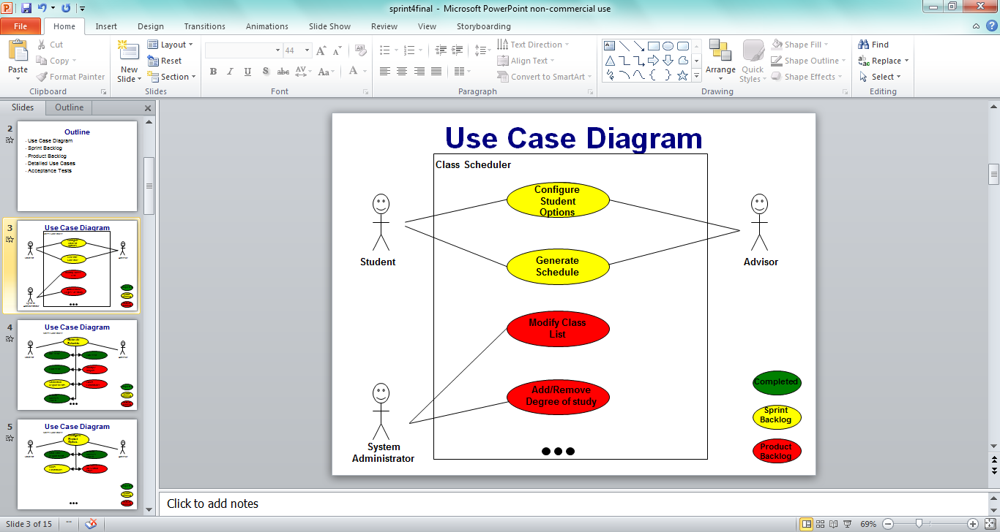 sprint4final - Microsoft PowerPoint non-commercial use
File Home Insert Design Transitions Animations Slide Show Review View Storyboarding
Paste
Cut
Copy
Format Painter
Clipboard
New Slide
Layout
Reset
Section
Slides
44
B I U S abc AV Aa A
Font
Text Direction
Align Text
Convert to SmartArt
Paragraph
Arrange
Quick Styles
Shape Fill
Shape Outline
Shape Effects
Drawing
Find
Replace
Select
Editing
Slides Outline
2
Outline
· Use Case Diagram
· Sprint Backlog
· Product Backlog
· Detailed Use Cases
· Acceptance Tests
3
Use Case Diagram
4
Use Case Diagram
5
Use Case Diagram
Use Case Diagram
Class Scheduler
Configure
Student
Options
Student
Advisor
Generate
Schedule
Modify Class
List
Add/Remove
Degree of study
System
Administrator
Completed
Sprint
Backlog
Product
Backlog
Click to add notes
Slide 3 of 15
69%